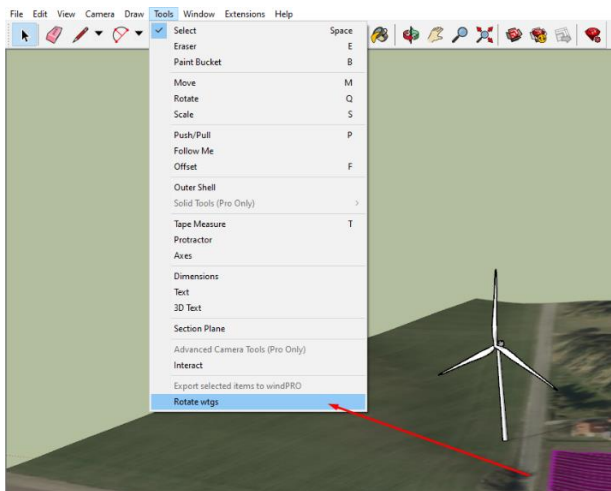 File Edit View Camera Draw Tools Window Extensions Help
Select Space
Eraser E
Paint Bucket B
Move M
Rotate Q
Scale S
Push/Pull P
Follow Me
Offset F
Outer Shell
Solid Tools (Pro Only)
Tape Measure T
Protractor
Axes
Dimensions
Text
3D Text
Section Plane
Advanced Camera Tools (Pro Only)
Interact
Export selected items to windPRO
Rotate wtgs